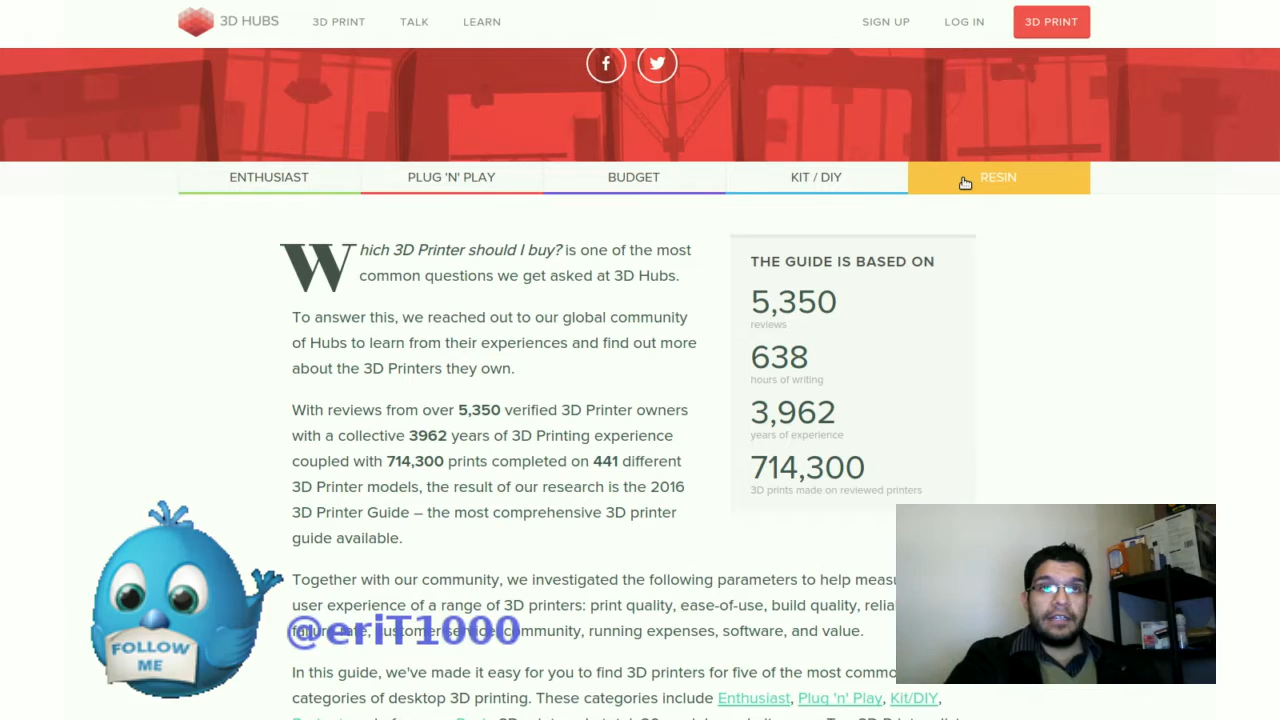 3D HUBS
3D PRINT
TALK
LEARN
SIGN UP
LOG IN
3D PRINT
ENTHUSIAST
PLUG 'N' PLAY
BUDGET
KIT / DIY
RESIN
Which 3D Printer should I buy? is one of the most
common questions we get asked at 3D Hubs.
To answer this, we reached out to our global community
of Hubs to learn from their experiences and find out more
about the 3D Printers they own.
With reviews from over 5,350 verified 3D Printer owners
with a collective 3962 years of 3D Printing experience
coupled with 714,300 prints completed on 441 different
3D Printer models, the result of our research is the 2016
3D Printer Guide – the most comprehensive 3D printer
guide available.
THE GUIDE IS BASED ON
5,350
reviews
638
hours of writing
3,962
years of experience
714,300
3D prints made on reviewed printers
Together with our community, we investigated the following parameters to help
user experience of a range of 3D printers: print quality, ease-of-use, build quality,
failure rate, customer service, community, running expenses, software, and value.
@eriT1000
FOLLOW
ME
In this guide, we've made it easy for you to find 3D printers for five of the most
categories of desktop 3D printing. These categories include Enthusiast, Plug 'n' Play, Kit/DIY,